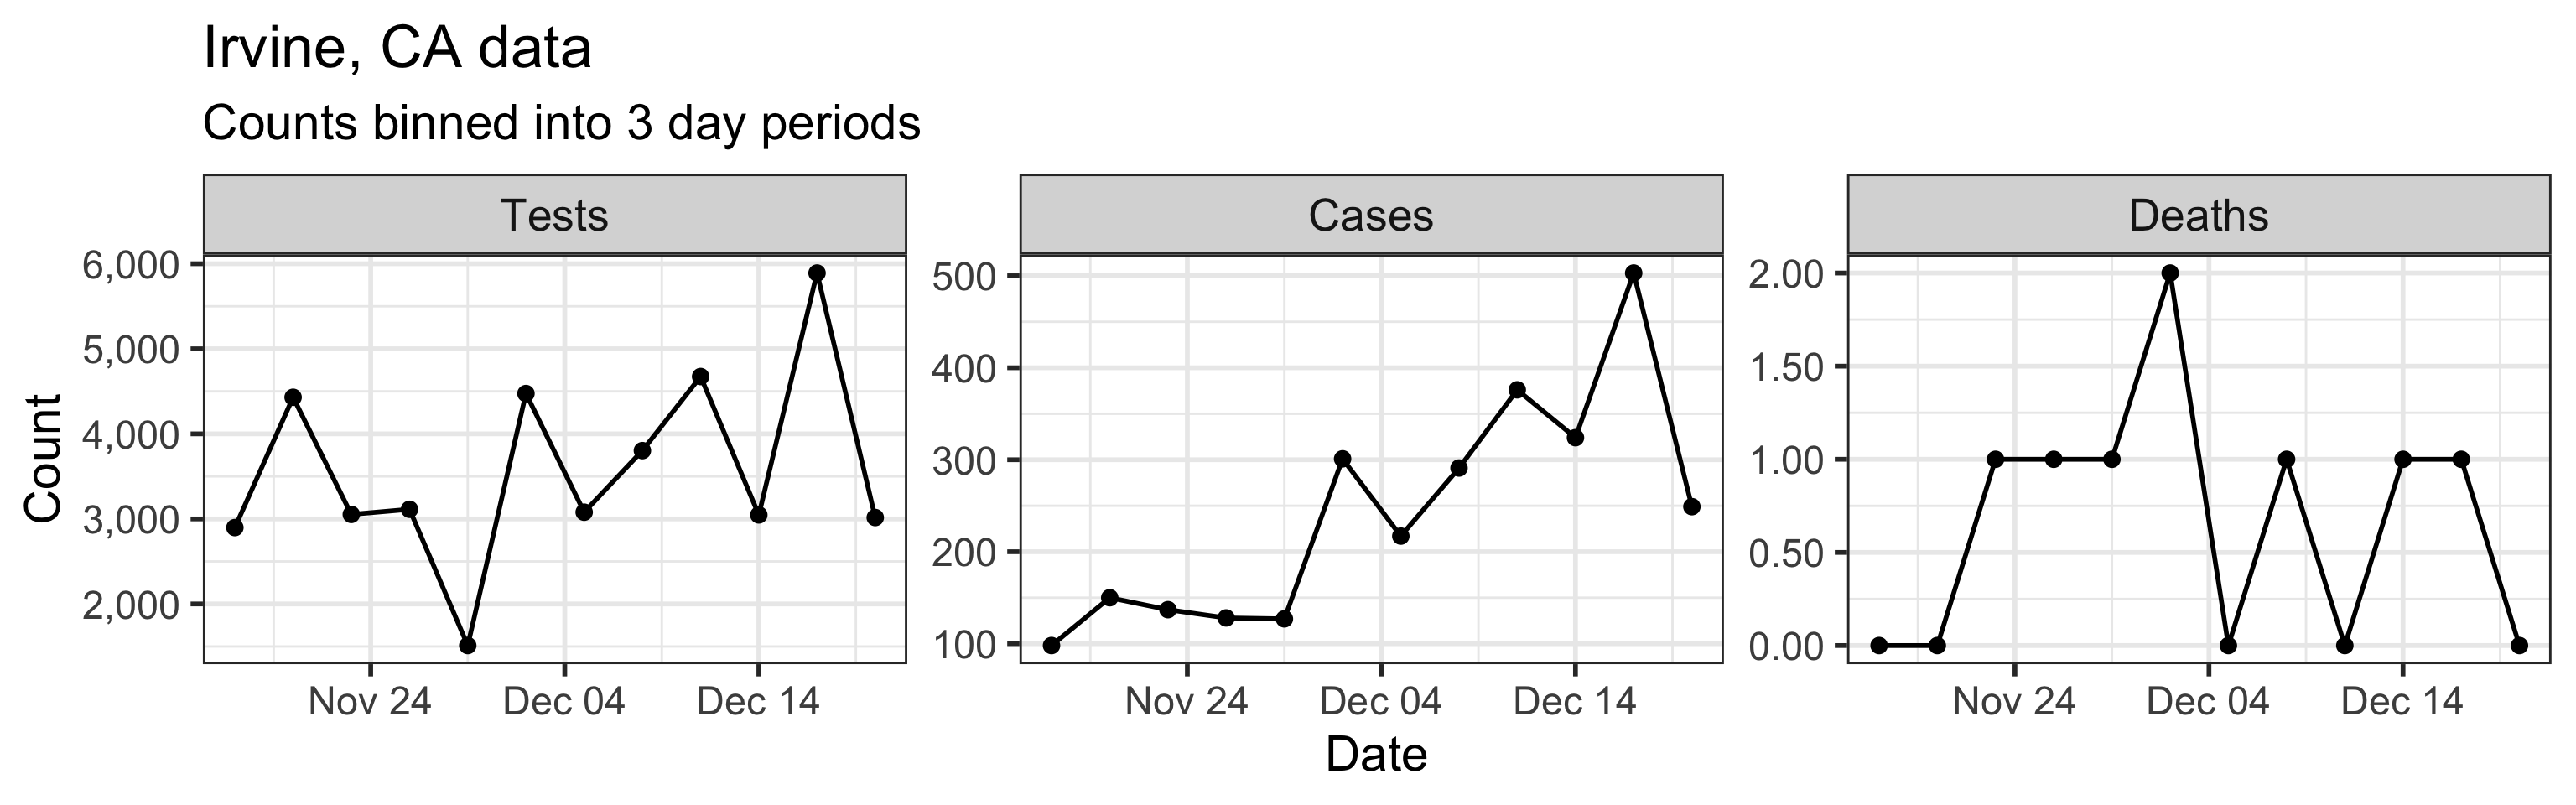 Irvine, CA data
Counts binned into 3 day periods
Tests
Cases
Deaths
Count
6,000
5,000
4,000
3,000
2,000
500
400
300
200
100
2.00
1.50
1.00
0.50
0.00
Nov 24 Dec 04 Dec 14
Nov 24 Dec 04 Dec 14
Nov 24 Dec 04 Dec 14
Date